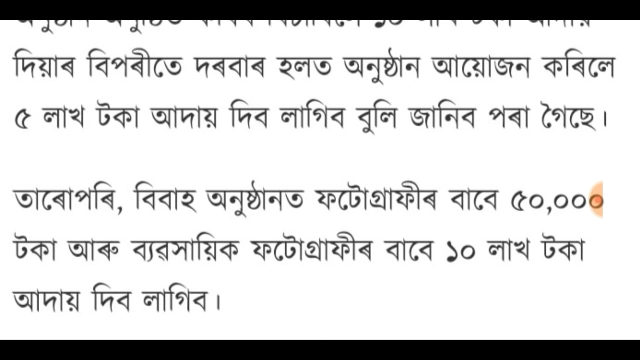 দিয়াৰ বিপৰীতে দৰবাৰ হলত অনুষ্ঠান আয়োজন কৰিলে
৫ লাখ টকা আদায় দিব লাগিব বুলি জানিব পৰা গৈছে।
তাৰোপৰি, বিবাহ অনুষ্ঠানত ফটোগ্ৰাফীৰ বাবে ৫০,০০০
টকা আৰু ব্যৱসায়িক ফটোগ্ৰাফীৰ বাবে ১০ লাখ টকা
আদায় দিব লাগিব।